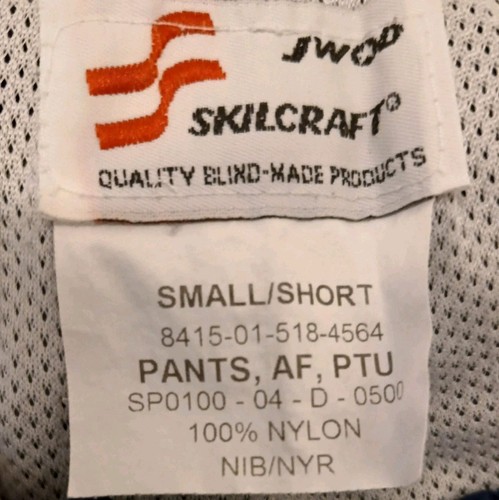 JWOD
SKILCRAFT®
QUALITY BLIND-MADE PRODUCTS
SMALL/SHORT
8415-01-518-4564
PANTS, AF, PTU
SP0100 - 04 - D - 0500
100% NYLON
NIB/NYR